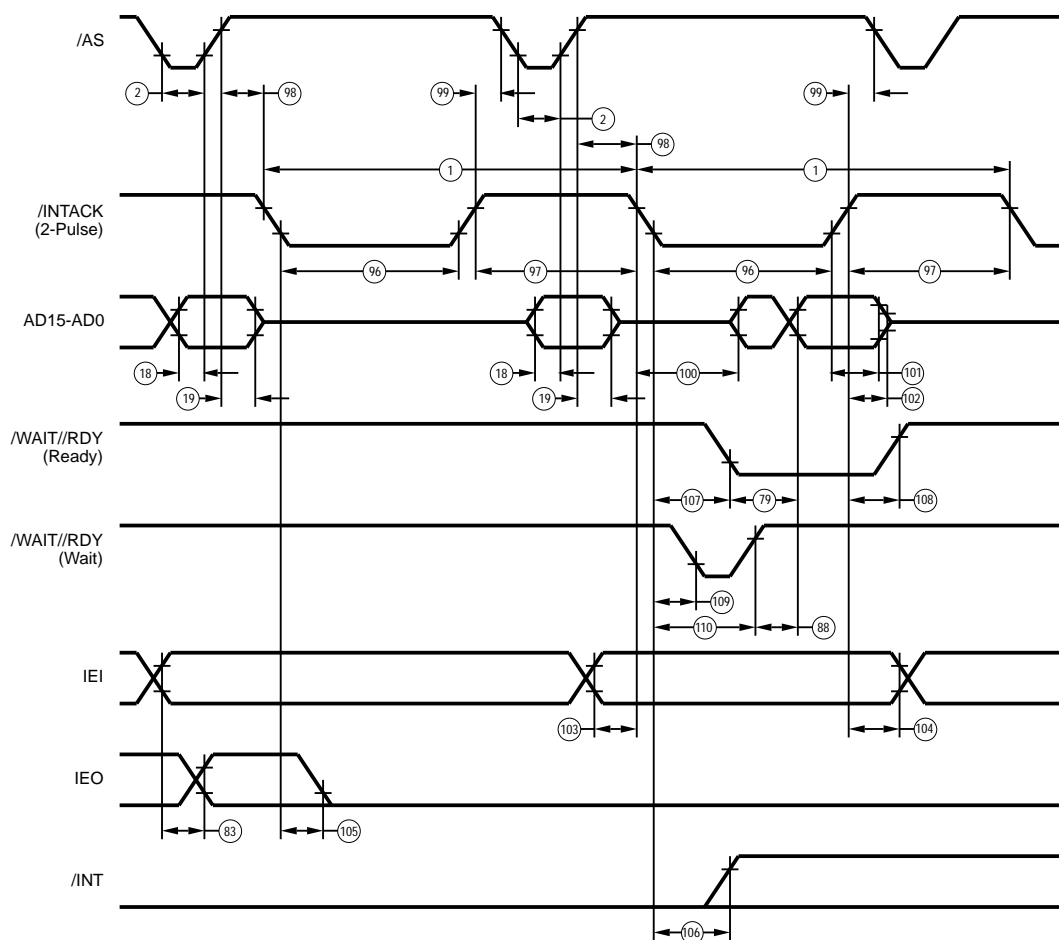 /AS
2
98
99
2
99
98
1
1
/INTACK
(2-Pulse)
96
97
96
97
AD15-AD0
18
18
100
101
19
19
102
/WAIT//RDY
(Ready)
107
79
108
/WAIT//RDY
(Wait)
109
110
88
IEI
103
104
IEO
83
105
/INT
106